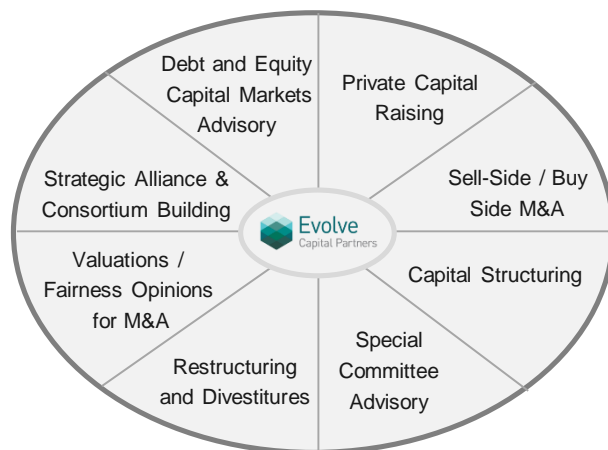 Debt and Equity
Capital Markets
Advisory
Private Capital
Raising
Strategic Alliance &
Consortium Building
Sell-Side / Buy
Side M&A
Evolve
Capital Partners
Valuations /
Fairness Opinions
for M&A
Capital Structuring
Restructuring
and Divestitures
Special
Committee
Advisory